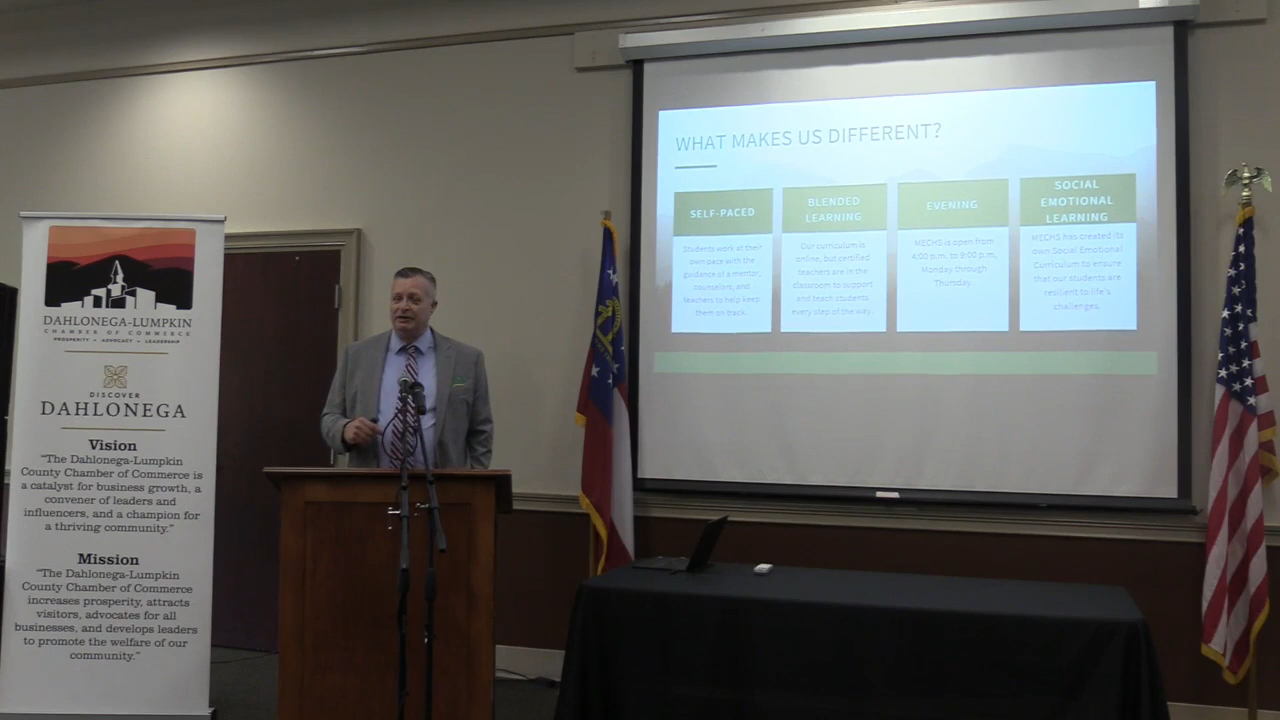 DAHLONEGA-LUMPKIN
CHAMBER OF COMMERCE
PROSPERITY • ADVOCACY • LEADERSHIP
DISCOVER
DAHLONEGA
Vision
"The Dahlonega-Lumpkin
County Chamber of Commerce is
a catalyst for business growth, a
convener of leaders and
influencers, and a champion for
a thriving community."
Mission
"The Dahlonega-Lumpkin
County Chamber of Commerce
increases prosperity, attracts
visitors, advocates for all
businesses, and develops leaders
to promote the welfare of our
community."
WHAT MAKES US DIFFERENT?
SELF-PACED
Students work at their
own pace with the
guidance of a mentor,
counselors, and
teachers to help keep
them on track.
BLENDED
LEARNING
Our curriculum is
online, but certified
teachers are in the
classroom to support
and teach students
every step of the way.
EVENING
MECHS is open from
4:00 p.m. to 9:00 p.m,
Monday through
Thursday.
SOCIAL
EMOTIONAL
LEARNING
MECHS has created its
own Social Emotional
Curriculum to ensure
that our students are
resilient to life's
challenges.